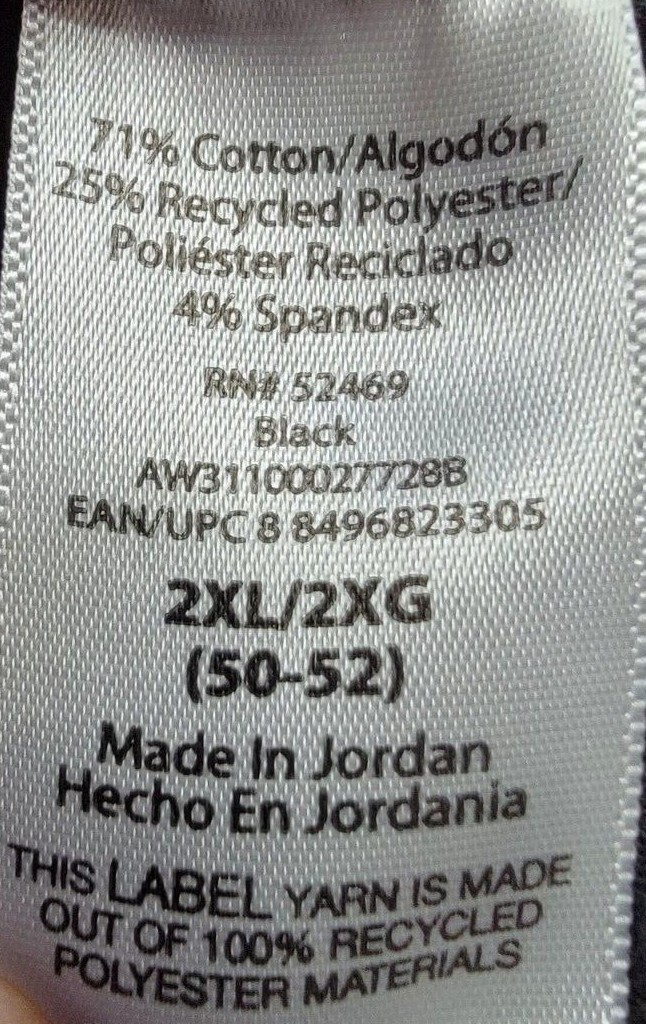 71% Cotton/Algodón
25% Recycled Polyester/
Poliéster Reciclado
4% Spandex
RN# 52469
Black
AW31100027728B
EAN/UPC 8 8496823305
2XL/2XG
(50-52)
Made In Jordan
Hecho En Jordania
THIS LABEL YARN IS MADE
OUT OF 100% RECYCLED
POLYESTER MATERIALS